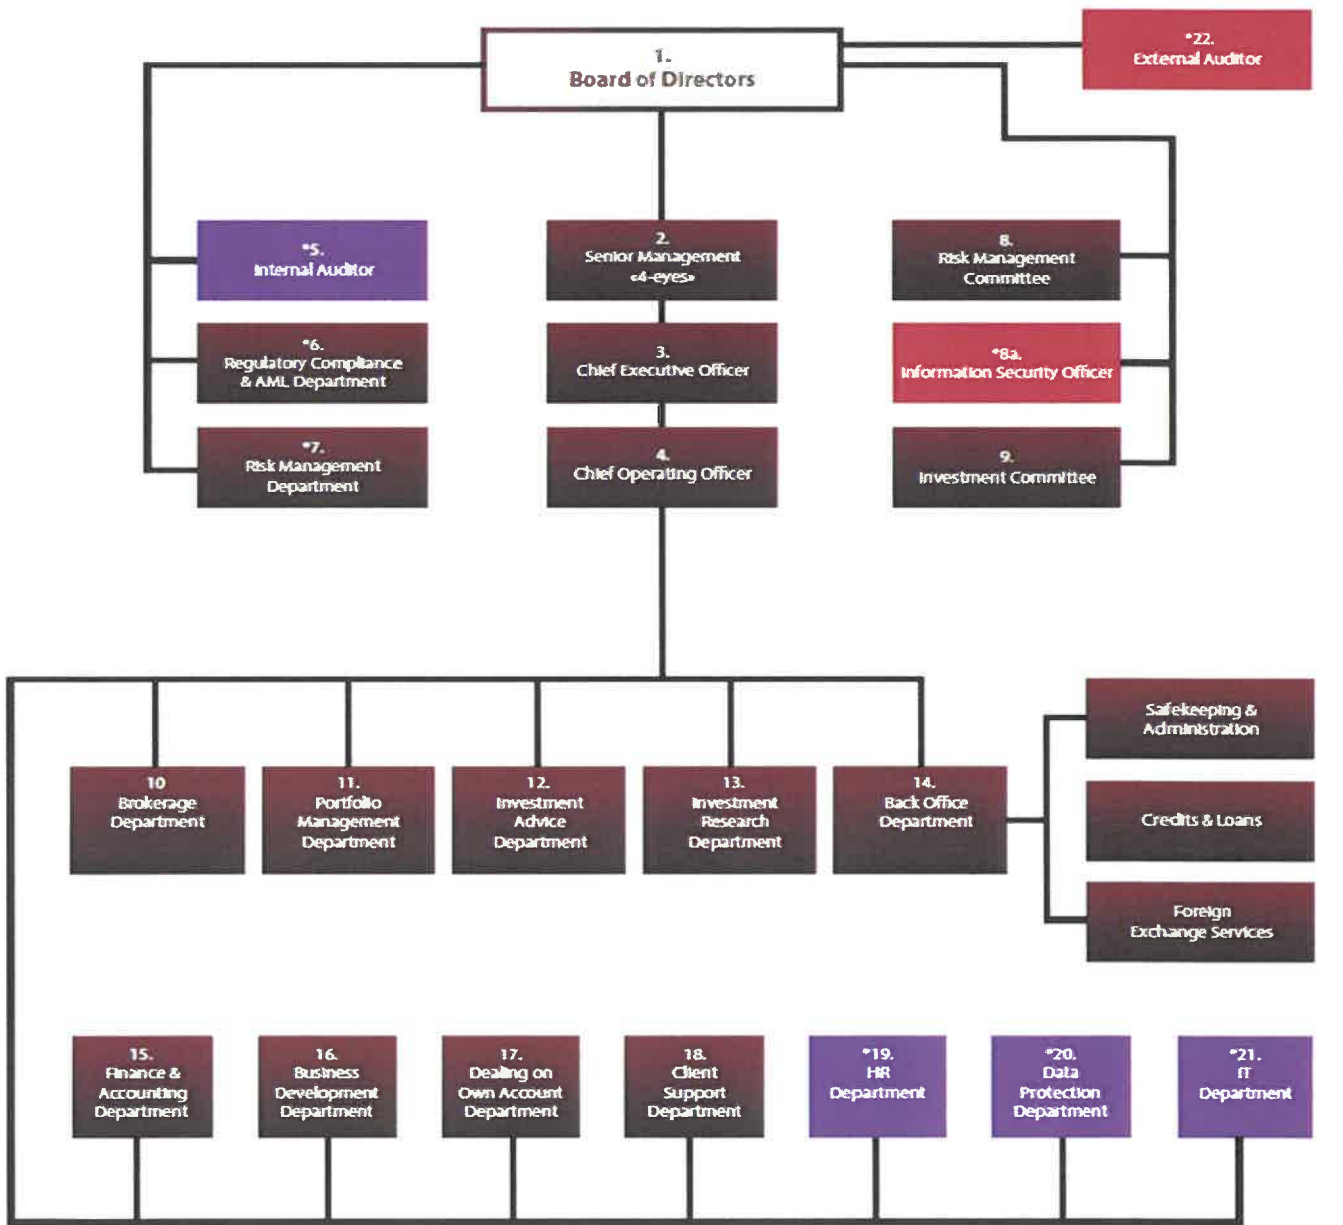 1.
Board of Directors
*22.
External Auditor
*5.
Internal Auditor
2.
Senior Management
«4-eyes»
8.
Risk Management
Committee
*6.
Regulatory Compliance
& AML Department
3.
Chief Executive Officer
*8a.
Information Security Officer
*7.
Risk Management
Department
4.
Chief Operating Officer
9.
Investment Committee
10
Brokerage
Department
11.
Portfolio
Management
Department
12.
Investment
Advice
Department
13.
Investment
Research
Department
14.
Back Office
Department
Safekeeping &
Administration
Credits & Loans
Foreign
Exchange Services
15.
Finance &
Accounting
Department
16.
Business
Development
Department
17.
Dealing on
Own Account
Department
18.
Client
Support
Department
*19.
HR
Department
*20.
Data
Protection
Department
*21.
IT
Department